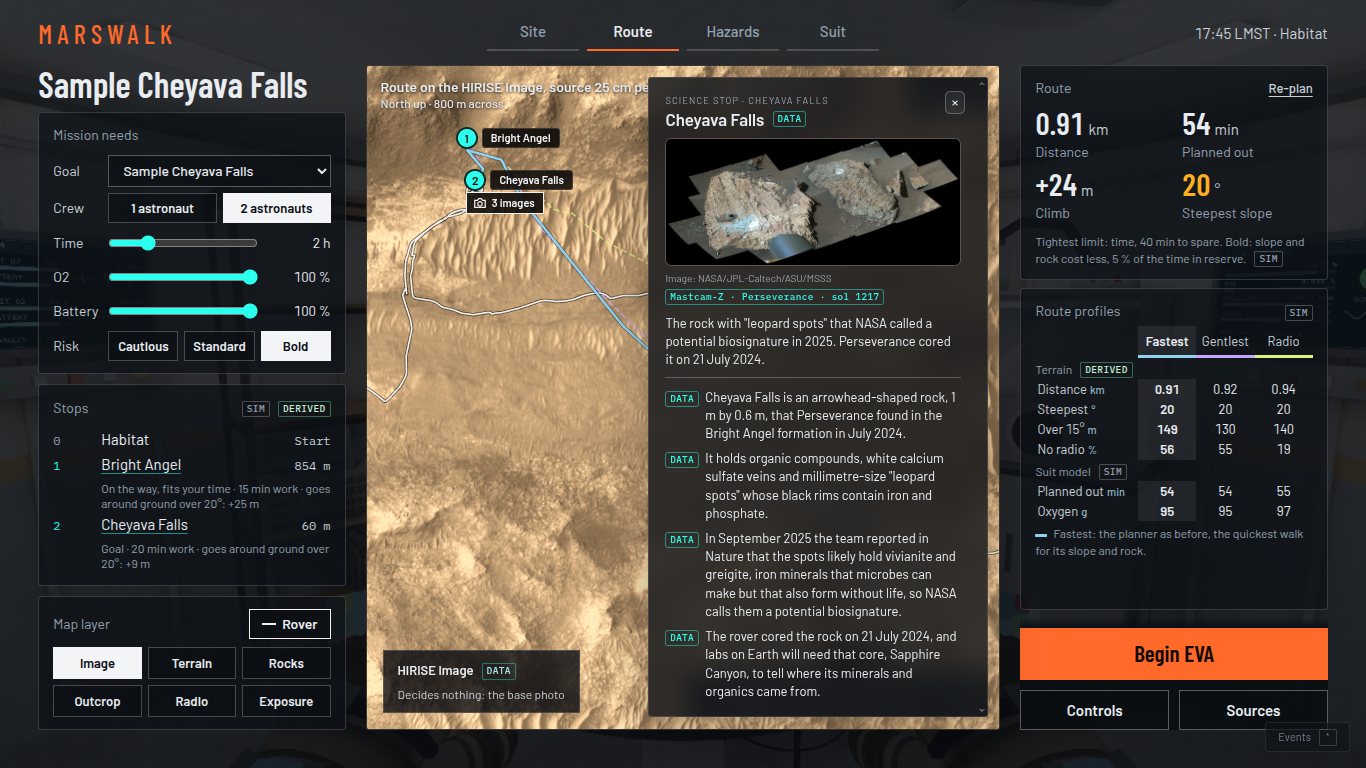 MARSWALK
Site
Route
Hazards
Suit
17:45 LMST · Habitat
Sample Cheyava Falls
Mission needs
Goal Sample Cheyava Falls
Crew 1 astronaut 2 astronauts
Time 2 h
O2 100 %
Battery 100 %
Risk Cautious Standard Bold
Stops SIM DERIVED
0 Habitat Start
1 Bright Angel 854 m
On the way, fits your time · 15 min work · goes
around ground over 20°: +25 m
2 Cheyava Falls 60 m
Goal · 20 min work · goes around ground over
20°: +9 m
Map layer Rover
Image Terrain Rocks
Outcrop Radio Exposure
Route on the HIRISE Image, source 25 cm pe
North up · 800 m across
1 Bright Angel
2 Cheyava Falls
3 images
HIRISE Image DATA
Decides nothing: the base photo
SCIENCE STOP · CHEYAVA FALLS
×
Cheyava Falls DATA
Image: NASA/JPL-Caltech/ASU/MSSS
Mastcam-Z · Perseverance · sol 1217
The rock with "leopard spots" that NASA called a
potential biosignature in 2025. Perseverance cored
it on 21 July 2024.
DATA Cheyava Falls is an arrowhead-shaped rock, 1
m by 0.6 m, that Perseverance found in the
Bright Angel formation in July 2024.
DATA It holds organic compounds, white calcium
sulfate veins and millimetre-size "leopard
spots" whose black rims contain iron and
phosphate.
DATA In September 2025 the team reported in
Nature that the spots likely hold vivianite and
greigite, iron minerals that microbes can
make but that also form without life, so NASA
calls them a potential biosignature.
DATA The rover cored the rock on 21 July 2024, and
labs on Earth will need that core, Sapphire
Canyon, to tell where its minerals and
organics came from.
Route Re-plan
0.91 km 54 min
Distance Planned out
+24 m 20 °
Climb Steepest slope
Tightest limit: time, 40 min to spare. Bold: slope and
rock cost less, 5 % of the time in reserve. SIM
Route profiles SIM
Fastest Gentlest Radio
Terrain DERIVED
Distance km 0.91 0.92 0.94
Steepest ° 20 20 20
Over 15° m 149 130 140
No radio % 56 55 19
Suit model SIM
Planned out min 54 54 55
Oxygen g 95 95 97
Fastest: the planner as before, the quickest walk
for its slope and rock.
Begin EVA
Controls Sources
Events `